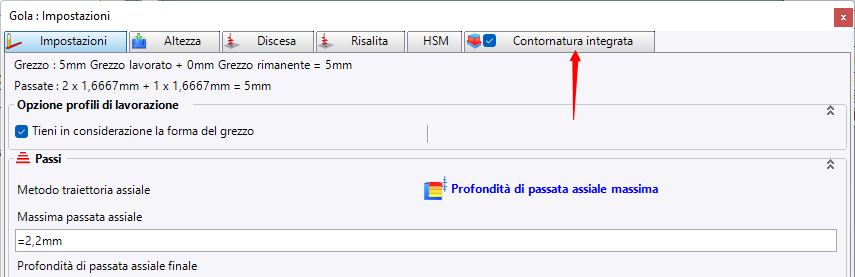 Gola : Impostazioni
Impostazioni Altezza Discesa Risalita HSM Contornatura integrata
Grezzo : 5mm Grezzo lavorato + 0mm Grezzo rimanente = 5mm
Passate : 2 x 1,6667mm + 1 x 1,6667mm = 5mm
Opzione profili di lavorazione
Tieni in considerazione la forma del grezzo
Passi
Metodo traiettoria assiale Profondità di passata assiale massima
Massima passata assiale
=2,2mm
Profondità di passata assiale finale